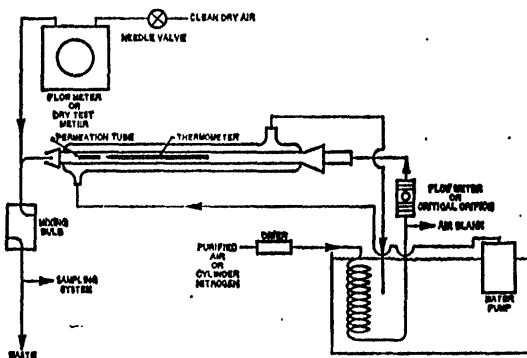 CLEAN DRY AIR
NEEDLE VALVE
FLOW METER
OR
DRY TEST
METER
PERMEATION TUBE
THERMOMETER
FLOW METER
OR
CRITICAL ORIFICE
AIR BLANK
MIXING
BULB
DRIER
PURIFIED
AIR
OR
CYLINDER
NITROGEN
SAMPLING
SYSTEM
WATER
PUMP
WASTE